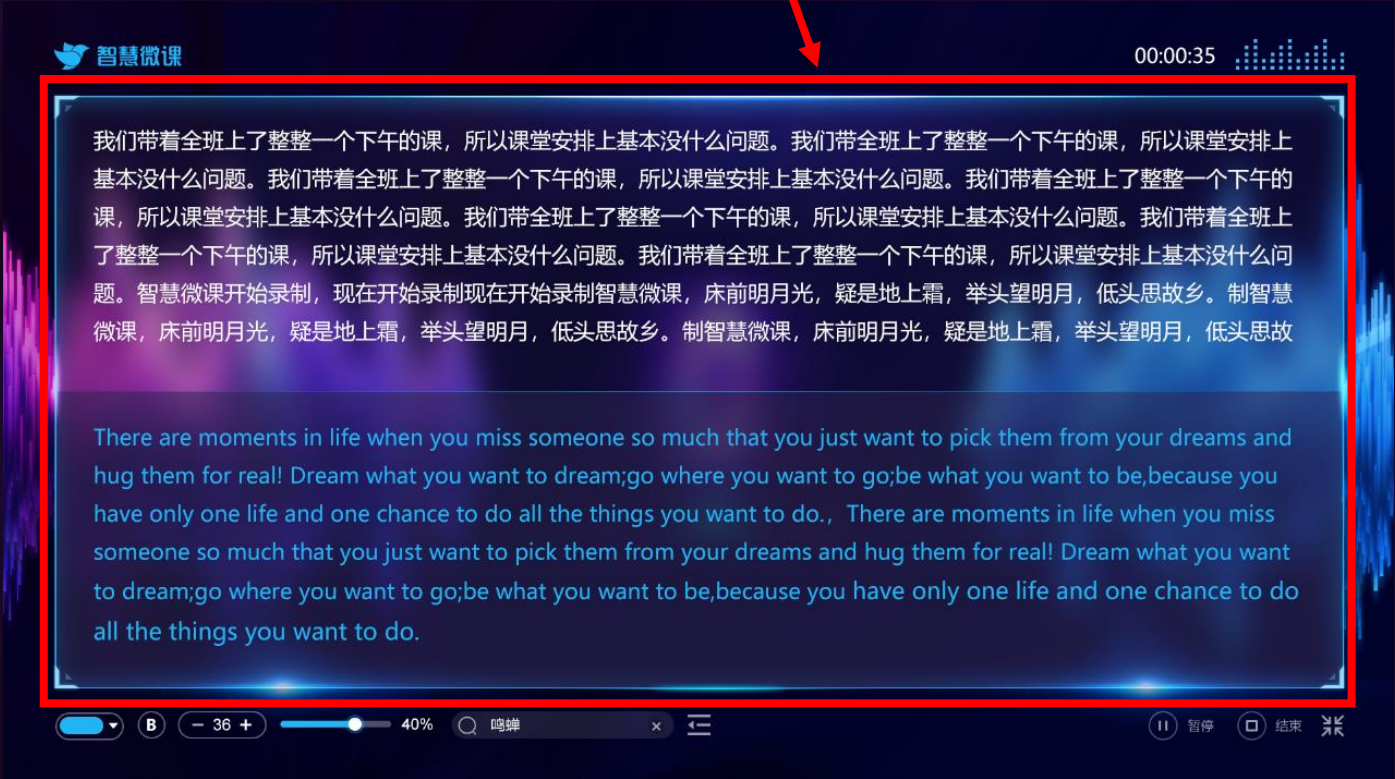 智慧微课
00:00:35
我们带着全班上了整整一个下午的课，所以课堂安排上基本没什么问题。我们带全班上了整整一个下午的课，所以课堂安排上
基本没什么问题。我们带着全班上了整整一个下午的课，所以课堂安排上基本没什么问题。我们带着全班上了整整一个下午的
课，所以课堂安排上基本没什么问题。我们带全班上了整整一个下午的课，所以课堂安排上基本没什么问题。我们带着全班上
了整整一个下午的课，所以课堂安排上基本没什么问题。我们带着全班上了整整一个下午的课，所以课堂安排上基本没什么问
题。智慧微课开始录制，现在开始录制现在开始录制智慧微课，床前明月光，疑是地上霜，举头望明月，低头思故乡。制智慧
微课，床前明月光，疑是地上霜，举头望明月，低头思故乡。制智慧微课，床前明月光，疑是地上霜，举头望明月，低头思故
There are moments in life when you miss someone so much that you just want to pick them from your dreams and
hug them for real! Dream what you want to dream;go where you want to go;be what you want to be,because you
have only one life and one chance to do all the things you want to do.，There are moments in life when you miss
someone so much that you just want to pick them from your dreams and hug them for real! Dream what you want
to dream;go where you want to go;be what you want to be,because you have only one life and one chance to do
all the things you want to do.
B － 36 + 40% 鸣蝉 × 暂停 结束